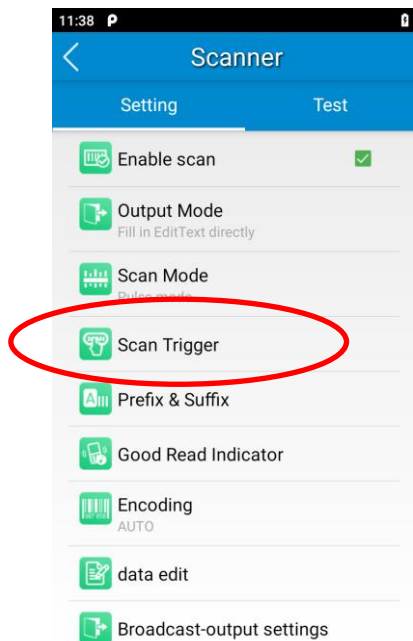 11:38 P
Scanner
Setting Test
Enable scan
Output Mode
Fill in EditText directly
Scan Mode
Pulse mode
Scan Trigger
Prefix & Suffix
Good Read Indicator
Encoding
AUTO
data edit
Broadcast-output settings